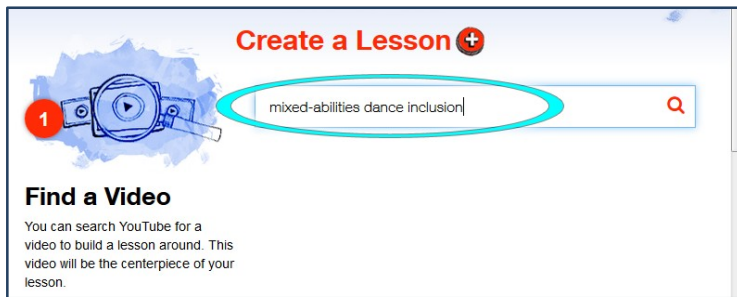 Create a Lesson
mixed-abilities dance inclusion
1
Find a Video
You can search YouTube for a
video to build a lesson around. This
video will be the centerpiece of your
lesson.